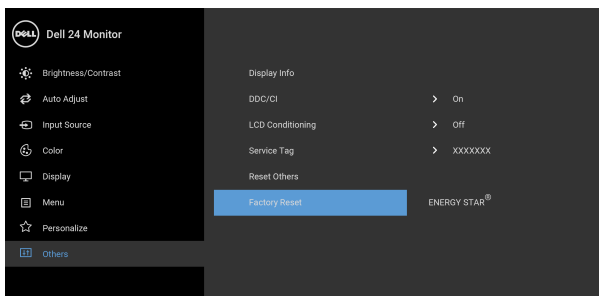 DELL Dell 24 Monitor
Brightness/Contrast
Auto Adjust
Input Source
Color
Display
Menu
Personalize
Others
Display Info
DDC/CI > On
LCD Conditioning > Off
Service Tag > XXXXXXX
Reset Others
Factory Reset ENERGY STAR®